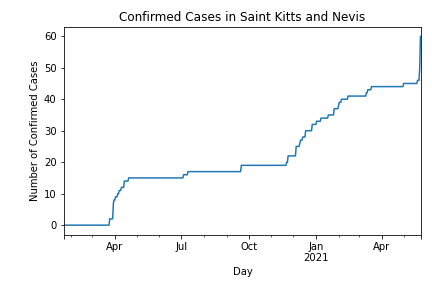 Confirmed Cases in Saint Kitts and Nevis
60
50
40
30
20
10
0
Number of Confirmed Cases
Apr Jul Oct Jan Apr
2021
Day